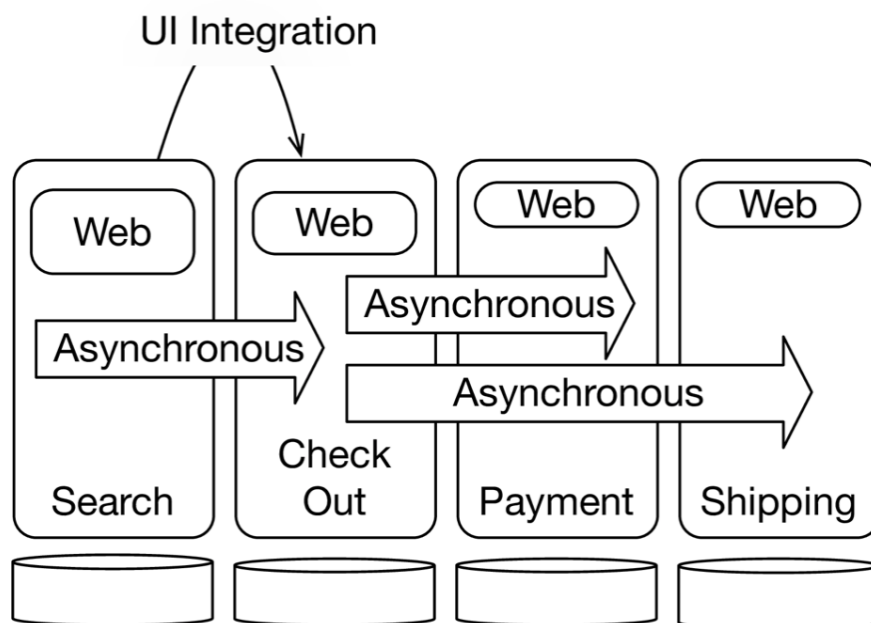 UI Integration
Web
Web
Web
Web
Asynchronous
Asynchronous
Asynchronous
Search
Check
Out
Payment
Shipping